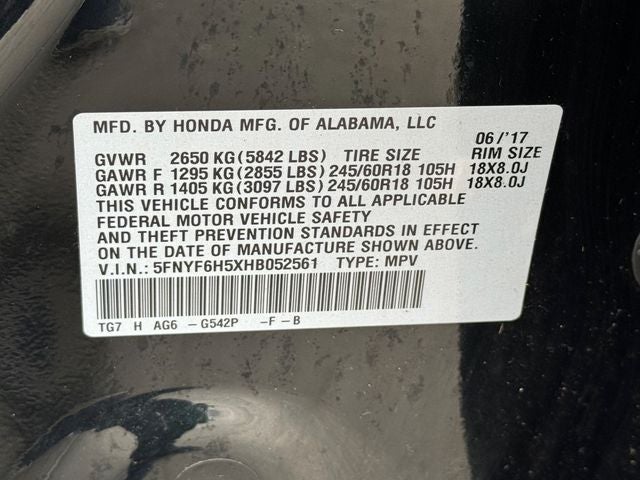 MFD. BY HONDA MFG. OF ALABAMA, LLC 06/'17
GVWR 2650 KG(5842 LBS) TIRE SIZE RIM SIZE
GAWR F 1295 KG(2855 LBS) 245/60R18 105H 18X8.0J
GAWR R 1405 KG(3097 LBS) 245/60R18 105H 18X8.0J
THIS VEHICLE CONFORMS TO ALL APPLICABLE
FEDERAL MOTOR VEHICLE SAFETY
AND THEFT PREVENTION STANDARDS IN EFFECT
ON THE DATE OF MANUFACTURE SHOWN ABOVE.
V.I.N.: 5FNYF6H5XHB052561 TYPE: MPV
TG7 H AG6 -G542P -F-B